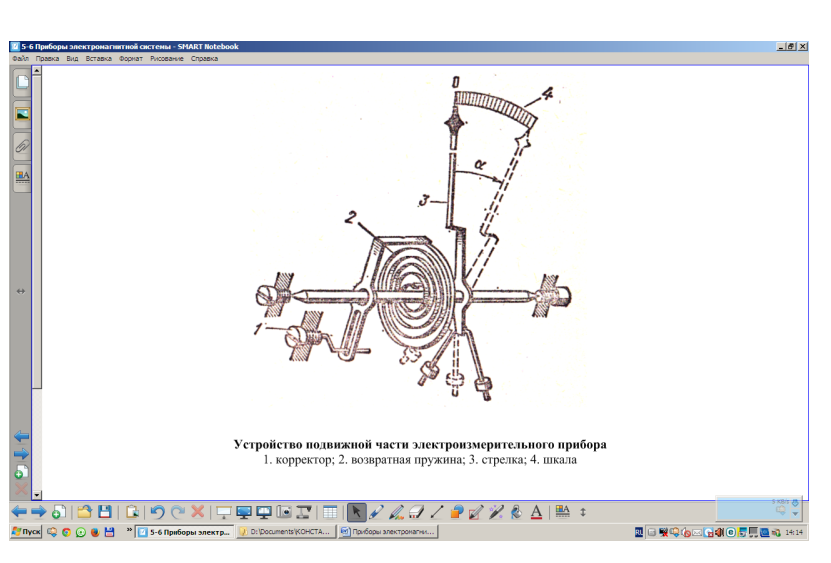 5-6 Приборы электромагнитной системы - SMART Notebook
Файл Правка Вид Вставка Формат Рисование Справка
0
4
α
3
2
1
Устройство подвижной части электроизмерительного прибора
1. корректор; 2. возвратная пружина; 3. стрелка; 4. шкала
Пуск
5-6 Приборы электр...
D:\Documents\КОНСТА...
Приборы электромагни...
RL
14:14